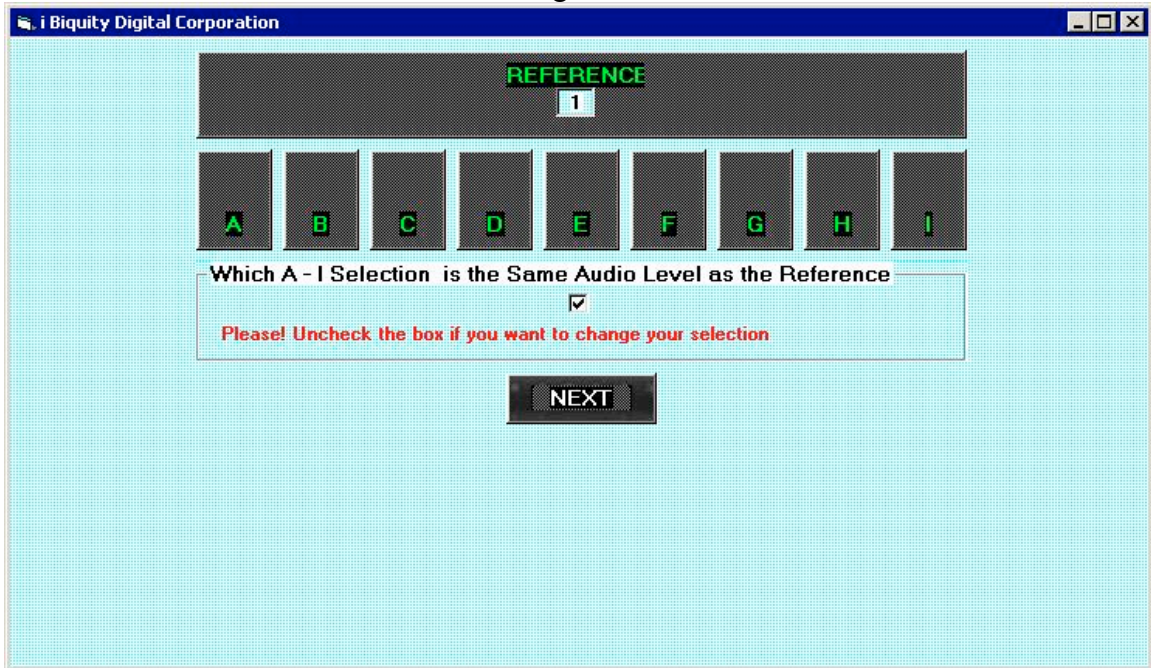 i Biquity Digital Corporation
REFERENCE
1
A B C D E F G H I
Which A - I Selection is the Same Audio Level as the Reference
Please! Uncheck the box if you want to change your selection
NEXT